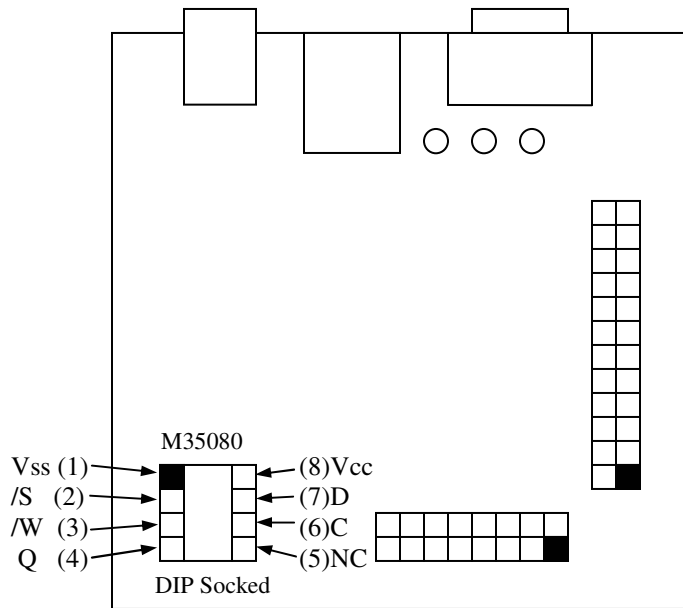 M35080
Vss (1) (8)Vcc
/S (2) (7)D
/W (3) (6)C
Q (4) (5)NC
DIP Socked